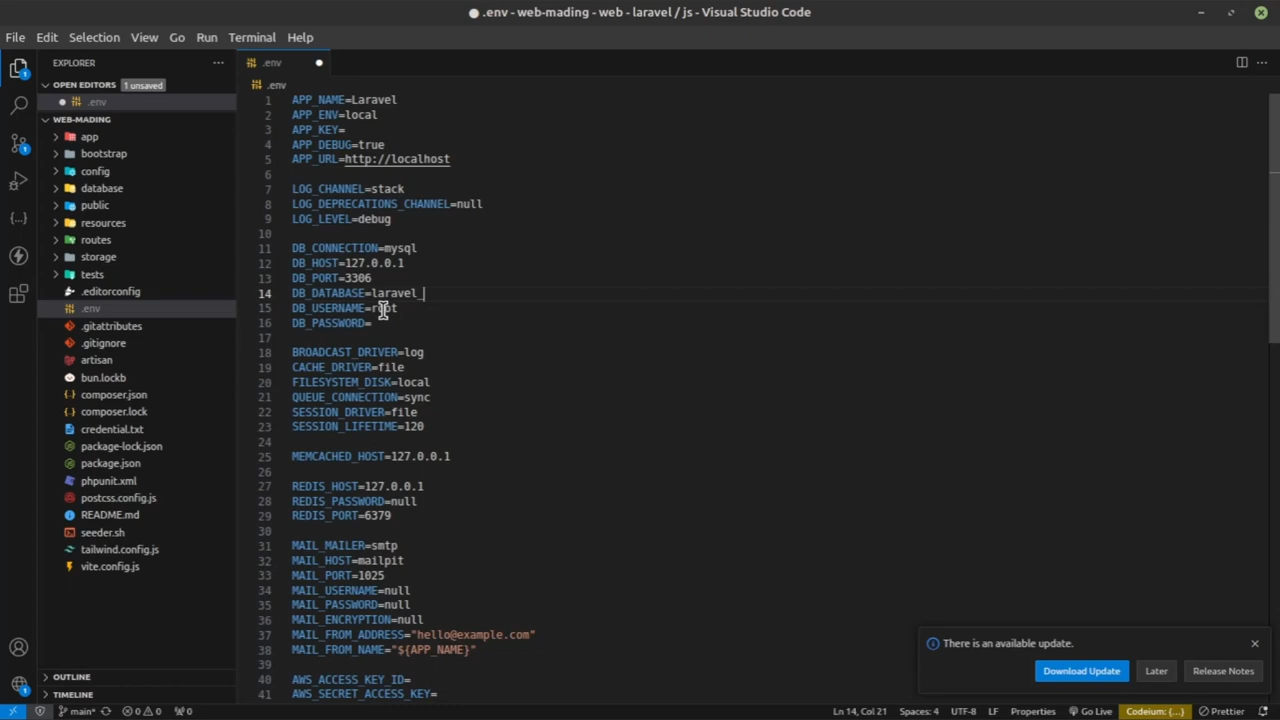 .env - web-mading - web - laravel / js - Visual Studio Code
File Edit Selection View Go Run Terminal Help
EXPLORER
OPEN EDITORS 1 unsaved
.env
WEB-MADING
app
bootstrap
config
database
public
resources
routes
storage
tests
.editorconfig
.env
.gitattributes
.gitignore
artisan
bun.lockb
composer.json
composer.lock
credential.txt
package-lock.json
package.json
phpunit.xml
postcss.config.js
README.md
seeder.sh
tailwind.config.js
vite.config.js
OUTLINE
TIMELINE
.env
.env
1 APP_NAME=Laravel
2 APP_ENV=local
3 APP_KEY=
4 APP_DEBUG=true
5 APP_URL=http://localhost
6
7 LOG_CHANNEL=stack
8 LOG_DEPRECATIONS_CHANNEL=null
9 LOG_LEVEL=debug
10
11 DB_CONNECTION=mysql
12 DB_HOST=127.0.0.1
13 DB_PORT=3306
14 DB_DATABASE=laravel_
15 DB_USERNAME=root
16 DB_PASSWORD=
17
18 BROADCAST_DRIVER=log
19 CACHE_DRIVER=file
20 FILESYSTEM_DISK=local
21 QUEUE_CONNECTION=sync
22 SESSION_DRIVER=file
23 SESSION_LIFETIME=120
24
25 MEMCACHED_HOST=127.0.0.1
26
27 REDIS_HOST=127.0.0.1
28 REDIS_PASSWORD=null
29 REDIS_PORT=6379
30
31 MAIL_MAILER=smtp
32 MAIL_HOST=mailpit
33 MAIL_PORT=1025
34 MAIL_USERNAME=null
35 MAIL_PASSWORD=null
36 MAIL_ENCRYPTION=null
37 MAIL_FROM_ADDRESS="hello@example.com"
38 MAIL_FROM_NAME="${APP_NAME}"
39
40 AWS_ACCESS_KEY_ID=
41 AWS_SECRET_ACCESS_KEY=
There is an available update.
Download Update Later Release Notes
main* 0 0 0 Ln 14, Col 21 Spaces: 4 UTF-8 LF Properties Go Live Codeium: {...} Prettier